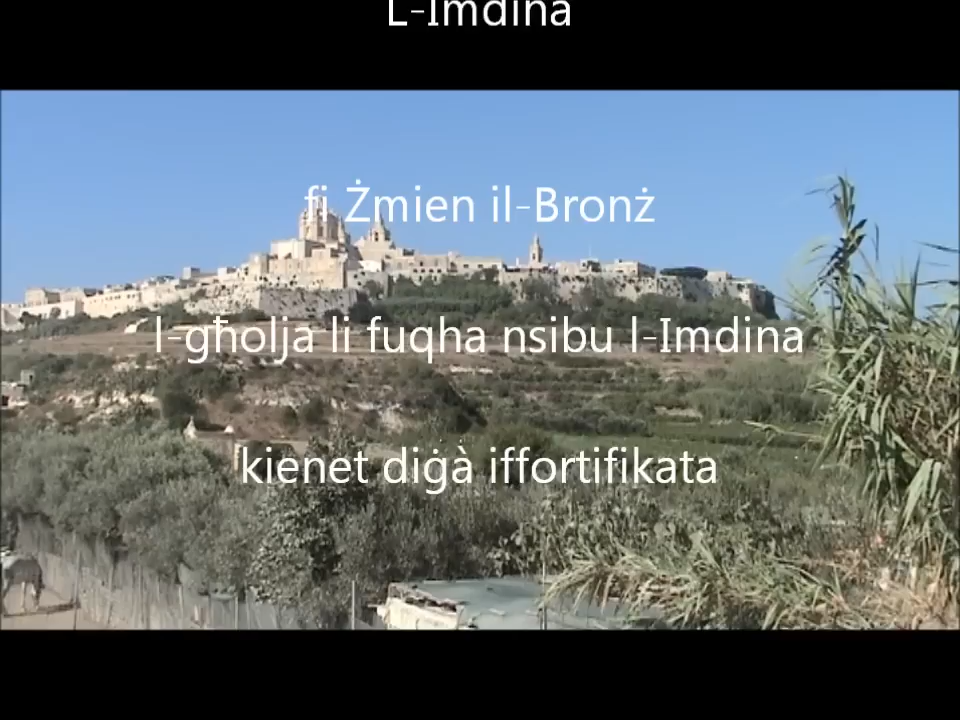 L-Imdina
fi Żmien il-Bronż
l-għolja li fuqha nsibu l-Imdina
kienet diġà iffortifikata